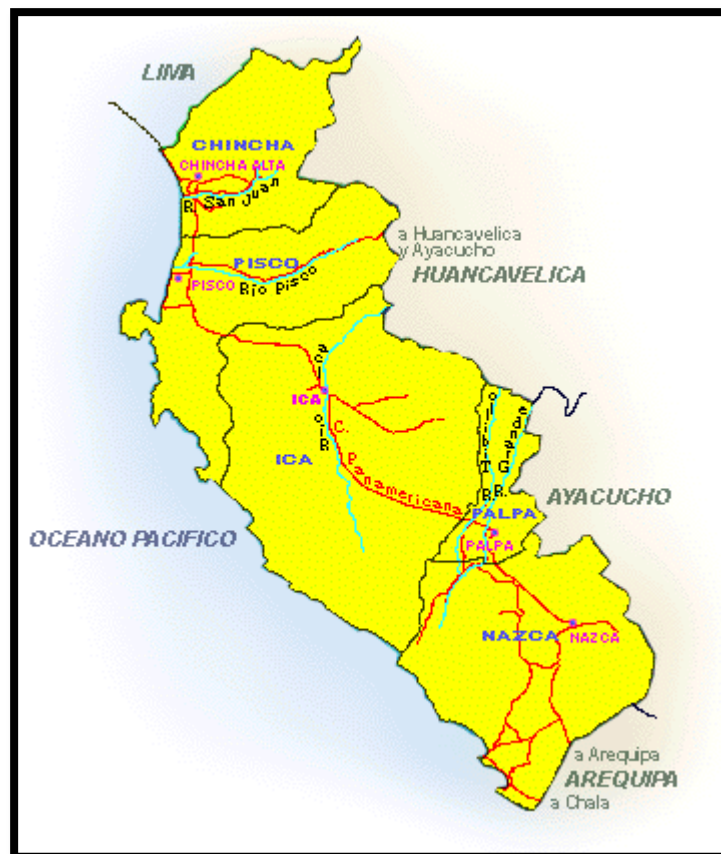 LIMA
CHINCHA
CHINCHA ALTA
R. San Juan
a Huancavelica
y Ayacucho
HUANCAVELICA
PISCO
PISCO
Río Pisco
Río Ica
ICA
ICA
C. Panamericana
R. Tibillo
R. Grande
AYACUCHO
PALPA
PALPA
OCEANO PACIFICO
NAZCA
NAZCA
a Arequipa
AREQUIPA
a Chala